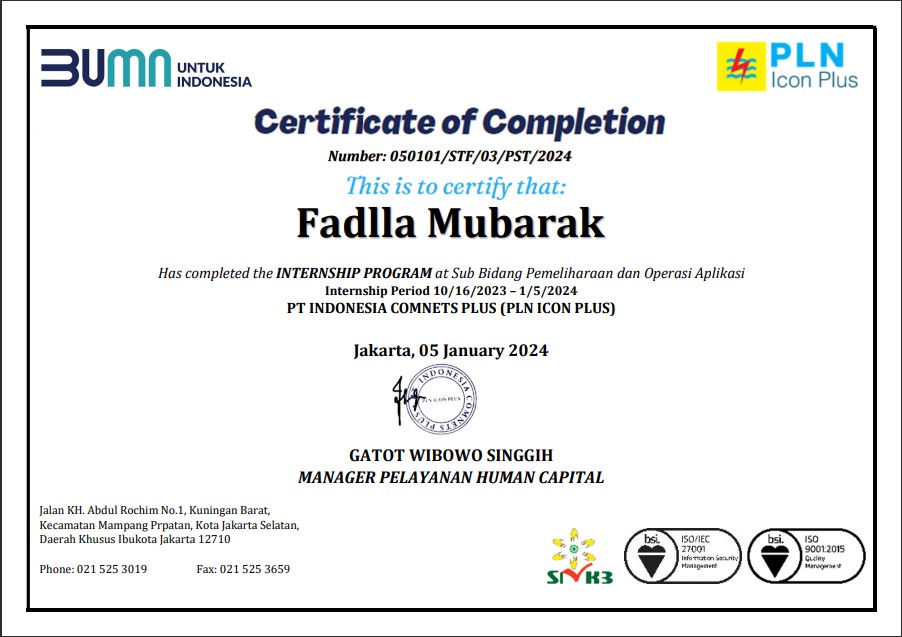 BUMN UNTUK INDONESIA
PLN
Icon Plus
Certificate of Completion
Number: 050101/STF/03/PST/2024
This is to certify that:
Fadlla Mubarak
Has completed the INTERNSHIP PROGRAM at Sub Bidang Pemeliharaan dan Operasi Aplikasi
Internship Period 10/16/2023 – 1/5/2024
PT INDONESIA COMNETS PLUS (PLN ICON PLUS)
Jakarta, 05 January 2024
INDONESIA COMNETS PLUS
PLN ICON PLUS
GATOT WIBOWO SINGGIH
MANAGER PELAYANAN HUMAN CAPITAL
Jalan KH. Abdul Rochim No.1, Kuningan Barat,
Kecamatan Mampang Prpatan, Kota Jakarta Selatan,
Daerah Khusus Ibukota Jakarta 12710
Phone: 021 525 3019 Fax: 021 525 3659
SMK3
bsi.
ISO/IEC
27001
Information Security
Management
bsi.
ISO
9001:2015
Quality
Management